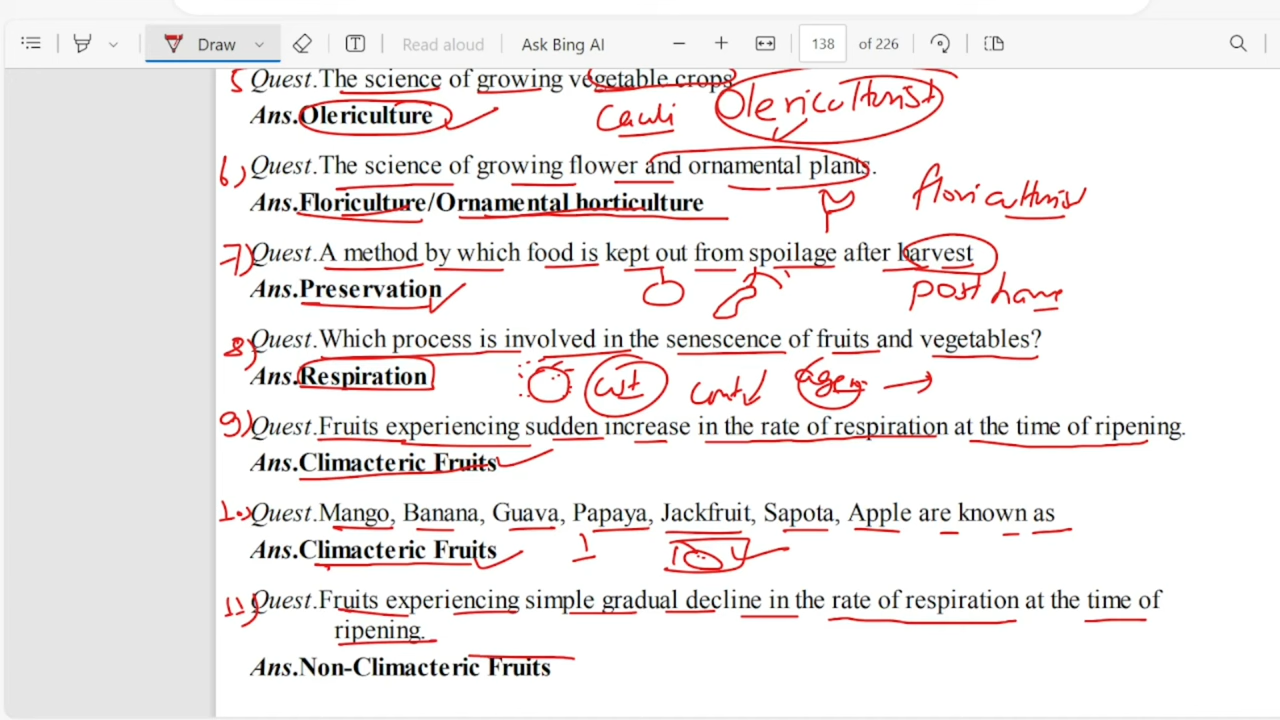 Draw
Read aloud
Ask Bing AI
138 of 226
5 Quest.The science of growing vegetable crops
Ans.Olericulture
Cauli
Olericulturist
6) Quest.The science of growing flower and ornamental plants.
Ans.Floriculture/Ornamental horticulture
floriculturist
7) Quest.A method by which food is kept out from spoilage after harvest
Ans.Preservation
post
8) Quest.Which process is involved in the senescence of fruits and vegetables?
Ans.Respiration
9) Quest.Fruits experiencing sudden increase in the rate of respiration at the time of ripening.
Ans.Climacteric Fruits
10) Quest.Mango, Banana, Guava, Papaya, Jackfruit, Sapota, Apple are known as
Ans.Climacteric Fruits
1
11) Quest.Fruits experiencing simple gradual decline in the rate of respiration at the time of
ripening.
Ans.Non-Climacteric Fruits